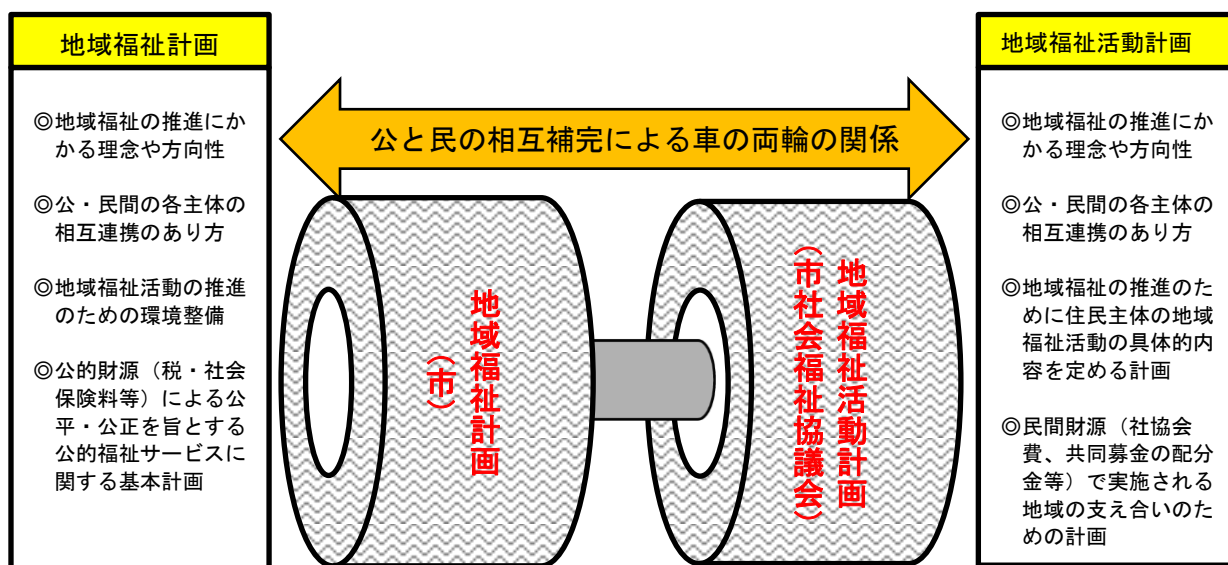 地域福祉計画
◎地域福祉の推進にか
かる理念や方向性
◎公・民間の各主体の
相互連携のあり方
◎地域福祉活動の推進
のための環境整備
◎公的財源（税・社会
保険料等）による公
平・公正を旨とする
公的福祉サービスに
関する基本計画
公と民の相互補完による車の両輪の関係
地域福祉計画
（市）
地域福祉活動計画
（市社会福祉協議会）
地域福祉活動計画
◎地域福祉の推進にか
かる理念や方向性
◎公・民間の各主体の
相互連携のあり方
◎地域福祉の推進のた
めに住民主体の地域
福祉活動の具体的内
容を定める計画
◎民間財源（社協会
費、共同募金の配分
金等）で実施される
地域の支え合いのた
めの計画